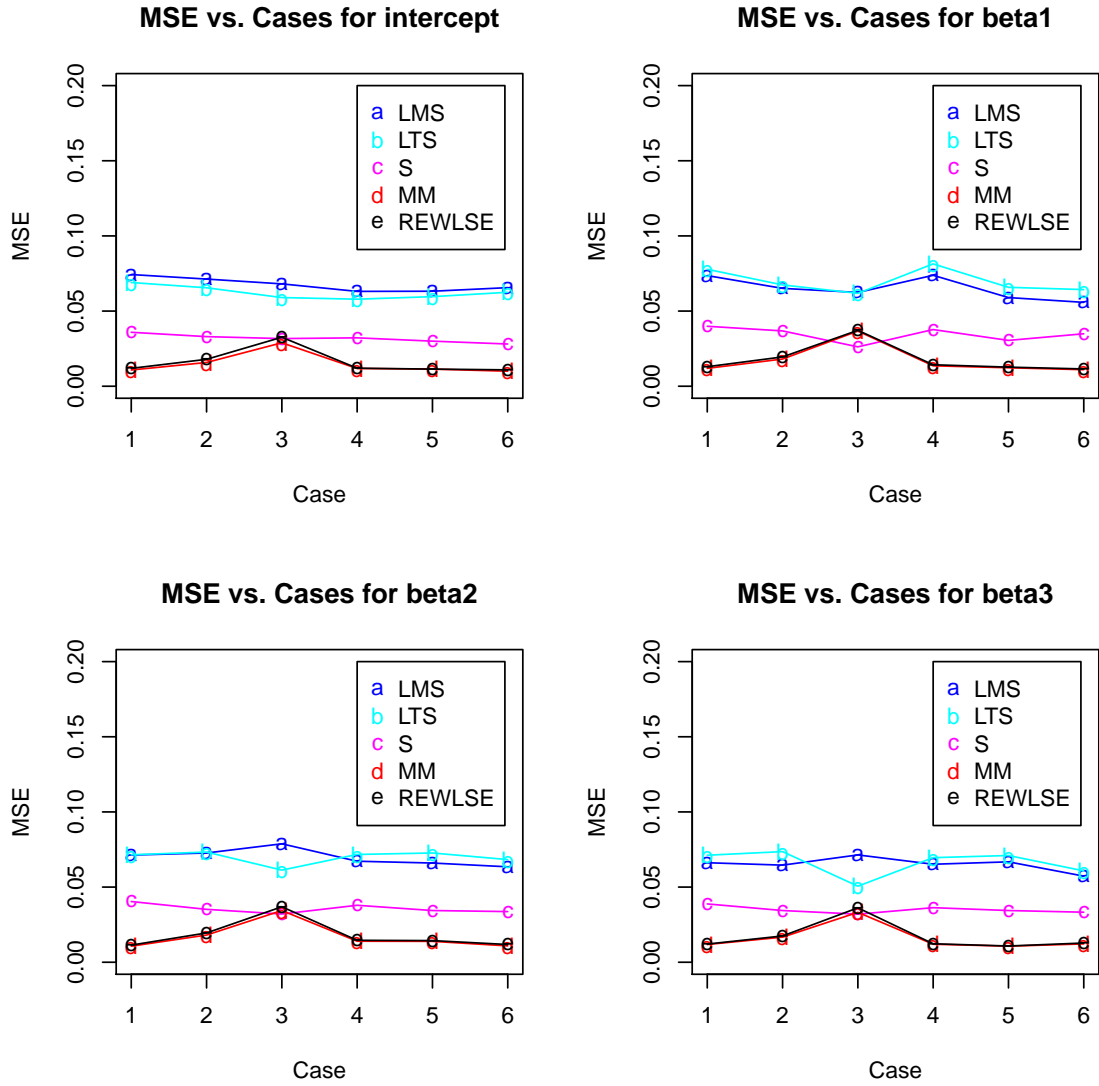 MSE vs. Cases for intercept
MSE
0.20
0.15
0.10
0.05
0.00
a LMS
b LTS
c S
d MM
e REWLSE
1 2 3 4 5 6
Case
MSE vs. Cases for beta1
MSE
0.20
0.15
0.10
0.05
0.00
a LMS
b LTS
c S
d MM
e REWLSE
1 2 3 4 5 6
Case
MSE vs. Cases for beta2
MSE
0.20
0.15
0.10
0.05
0.00
a LMS
b LTS
c S
d MM
e REWLSE
1 2 3 4 5 6
Case
MSE vs. Cases for beta3
MSE
0.20
0.15
0.10
0.05
0.00
a LMS
b LTS
c S
d MM
e REWLSE
1 2 3 4 5 6
Case